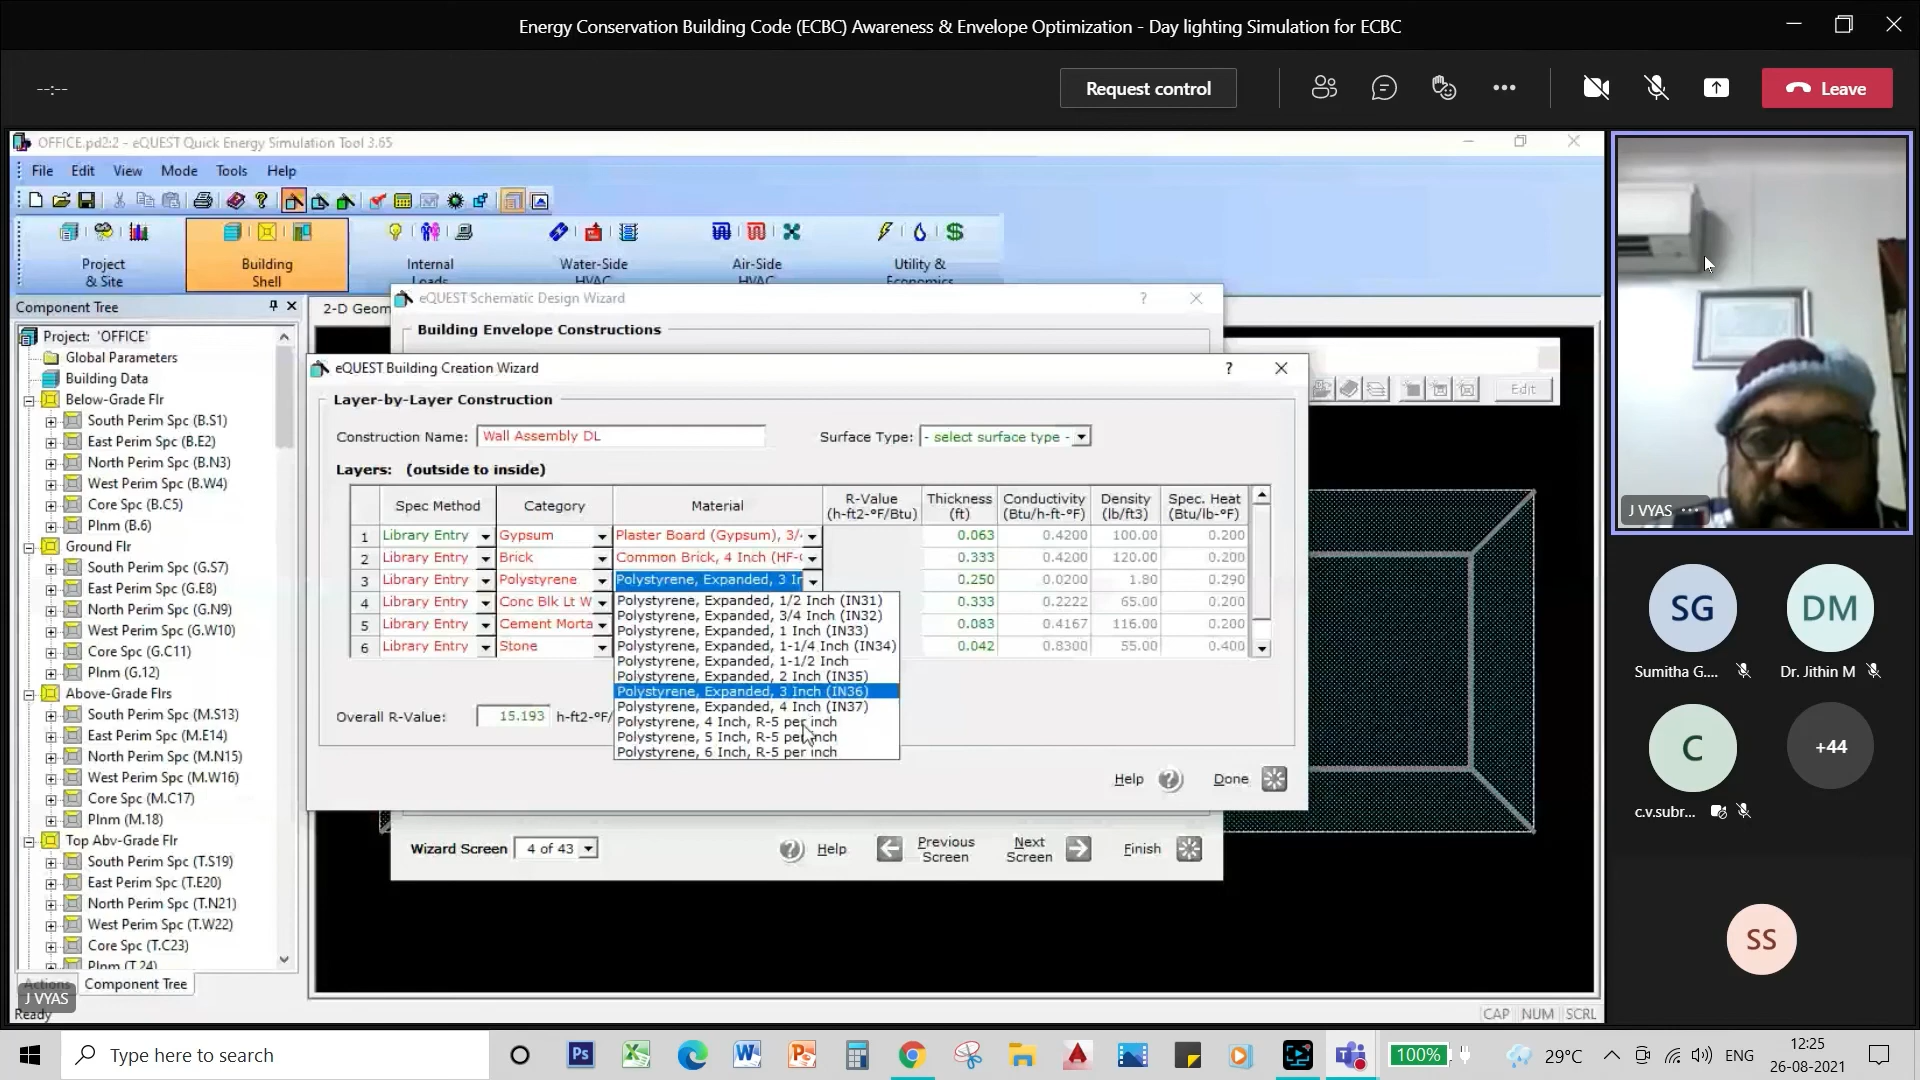 Energy Conservation Building Code (ECBC) Awareness & Envelope Optimization - Day lighting Simulation for ECBC
--:--
Request control
Leave
OFFICE.pd2:2 - eQUEST Quick Energy Simulation Tool 3.65
File Edit View Mode Tools Help
Project & Site
Building Shell
Internal Loads
Water-Side HVAC
Air-Side HVAC
Utility & Economics
Component Tree
Project: 'OFFICE'
Global Parameters
Building Data
Below-Grade Flr
South Perim Spc (B.S1)
East Perim Spc (B.E2)
North Perim Spc (B.N3)
West Perim Spc (B.W4)
Core Spc (B.C5)
Plnm (B.6)
Ground Flr
South Perim Spc (G.S7)
East Perim Spc (G.E8)
North Perim Spc (G.N9)
West Perim Spc (G.W10)
Core Spc (G.C11)
Plnm (G.12)
Above-Grade Flrs
South Perim Spc (M.S13)
East Perim Spc (M.E14)
North Perim Spc (M.N15)
West Perim Spc (M.W16)
Core Spc (M.C17)
Plnm (M.18)
Top Abv-Grade Flr
South Perim Spc (T.S19)
East Perim Spc (T.E20)
North Perim Spc (T.N21)
West Perim Spc (T.W22)
Core Spc (T.C23)
Plnm (T.24)
Actions Component Tree
J VYAS
Ready
2-D Geom
eQUEST Schematic Design Wizard ?
Building Envelope Constructions
Edit
eQUEST Building Creation Wizard ?
Layer-by-Layer Construction
Construction Name: Wall Assembly DL Surface Type: - select surface type -
Layers: (outside to inside)
Spec Method Category Material R-Value (h-ft2-°F/Btu) Thickness (ft) Conductivity (Btu/h-ft-°F) Density (lb/ft3) Spec. Heat (Btu/lb-°F)
1 Library Entry Gypsum Plaster Board (Gypsum), 3/ 0.063 0.4200 100.00 0.200
2 Library Entry Brick Common Brick, 4 Inch (HF- 0.333 0.4200 120.00 0.200
3 Library Entry Polystyrene Polystyrene, Expanded, 3 Ir 0.250 0.0200 1.80 0.290
4 Library Entry Conc Blk Lt W 0.333 0.2222 65.00 0.200
5 Library Entry Cement Morta 0.083 0.4167 116.00 0.200
6 Library Entry Stone 0.042 0.8300 55.00 0.400
Polystyrene, Expanded, 1/2 Inch (IN31)
Polystyrene, Expanded, 3/4 Inch (IN32)
Polystyrene, Expanded, 1 Inch (IN33)
Polystyrene, Expanded, 1-1/4 Inch (IN34)
Polystyrene, Expanded, 1-1/2 Inch
Polystyrene, Expanded, 2 Inch (IN35)
Polystyrene, Expanded, 3 Inch (IN36)
Polystyrene, Expanded, 4 Inch (IN37)
Polystyrene, 4 Inch, R-5 per inch
Polystyrene, 5 Inch, R-5 per inch
Polystyrene, 6 Inch, R-5 per inch
Overall R-Value: 15.193 h-ft2-°F/
Help Done
Wizard Screen 4 of 43 Help Previous Screen Next Screen Finish
CAP NUM SCRL
J VYAS
SG
Sumitha G....
DM
Dr. Jithin M
C
c.v.subr...
+44
SS
Type here to search
100%
29°C
ENG
12:25
26-08-2021